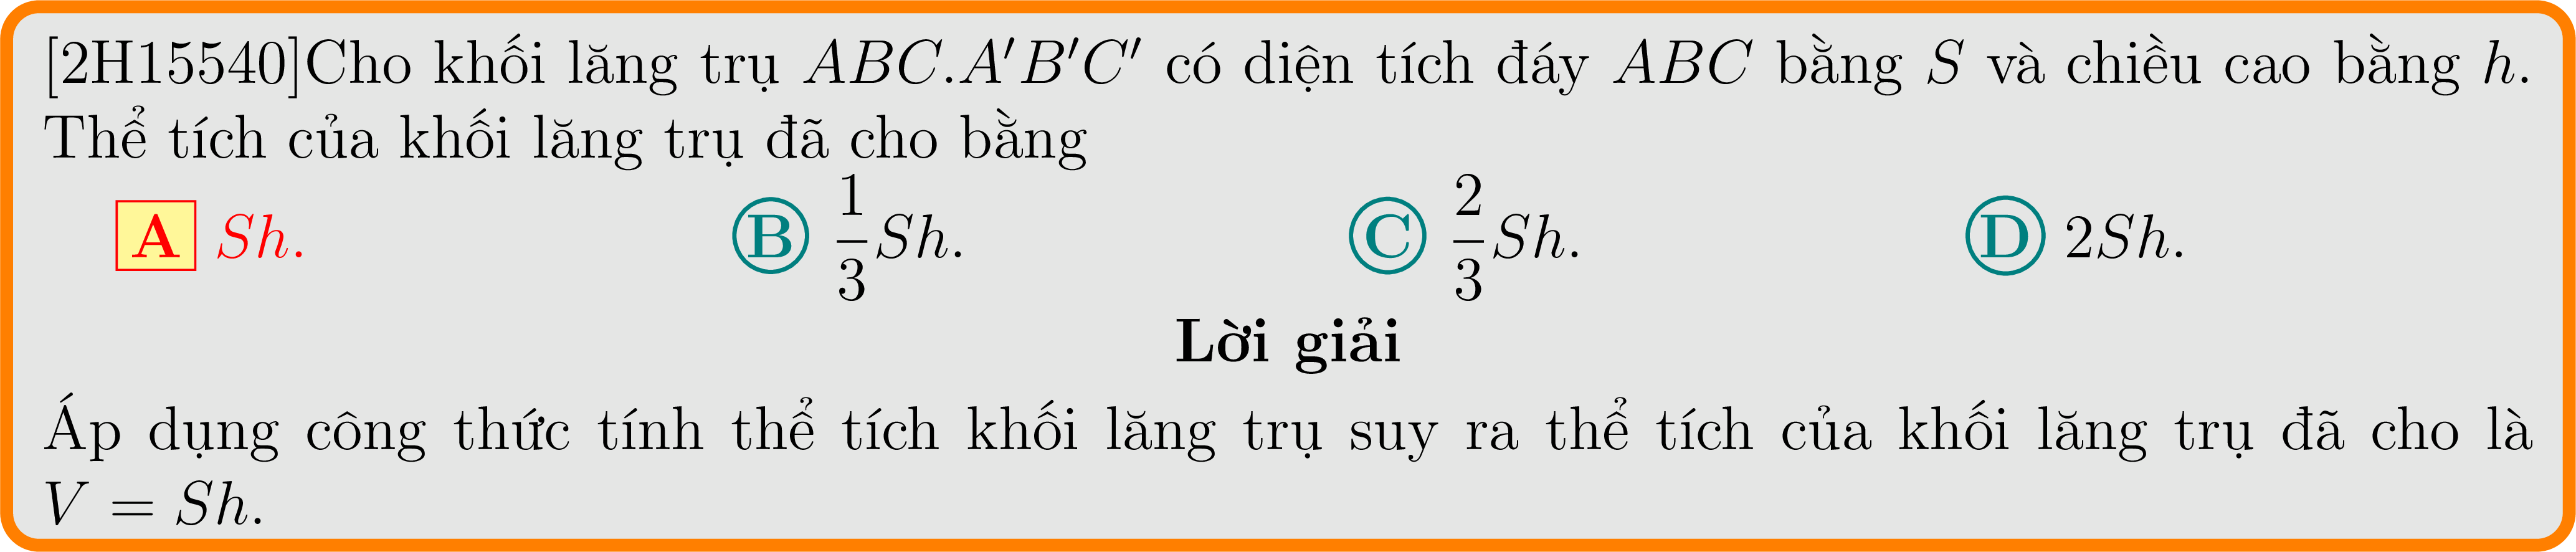 [2H15540]Cho khối lăng trụ ABC.A′B′C′ có diện tích đáy ABC bằng S và chiều cao bằng h.
Thể tích của khối lăng trụ đã cho bằng
A Sh. B \frac{1}{3}Sh. C \frac{2}{3}Sh. D 2Sh.
Lời giải
Áp dụng công thức tính thể tích khối lăng trụ suy ra thể tích của khối lăng trụ đã cho là
V = Sh.